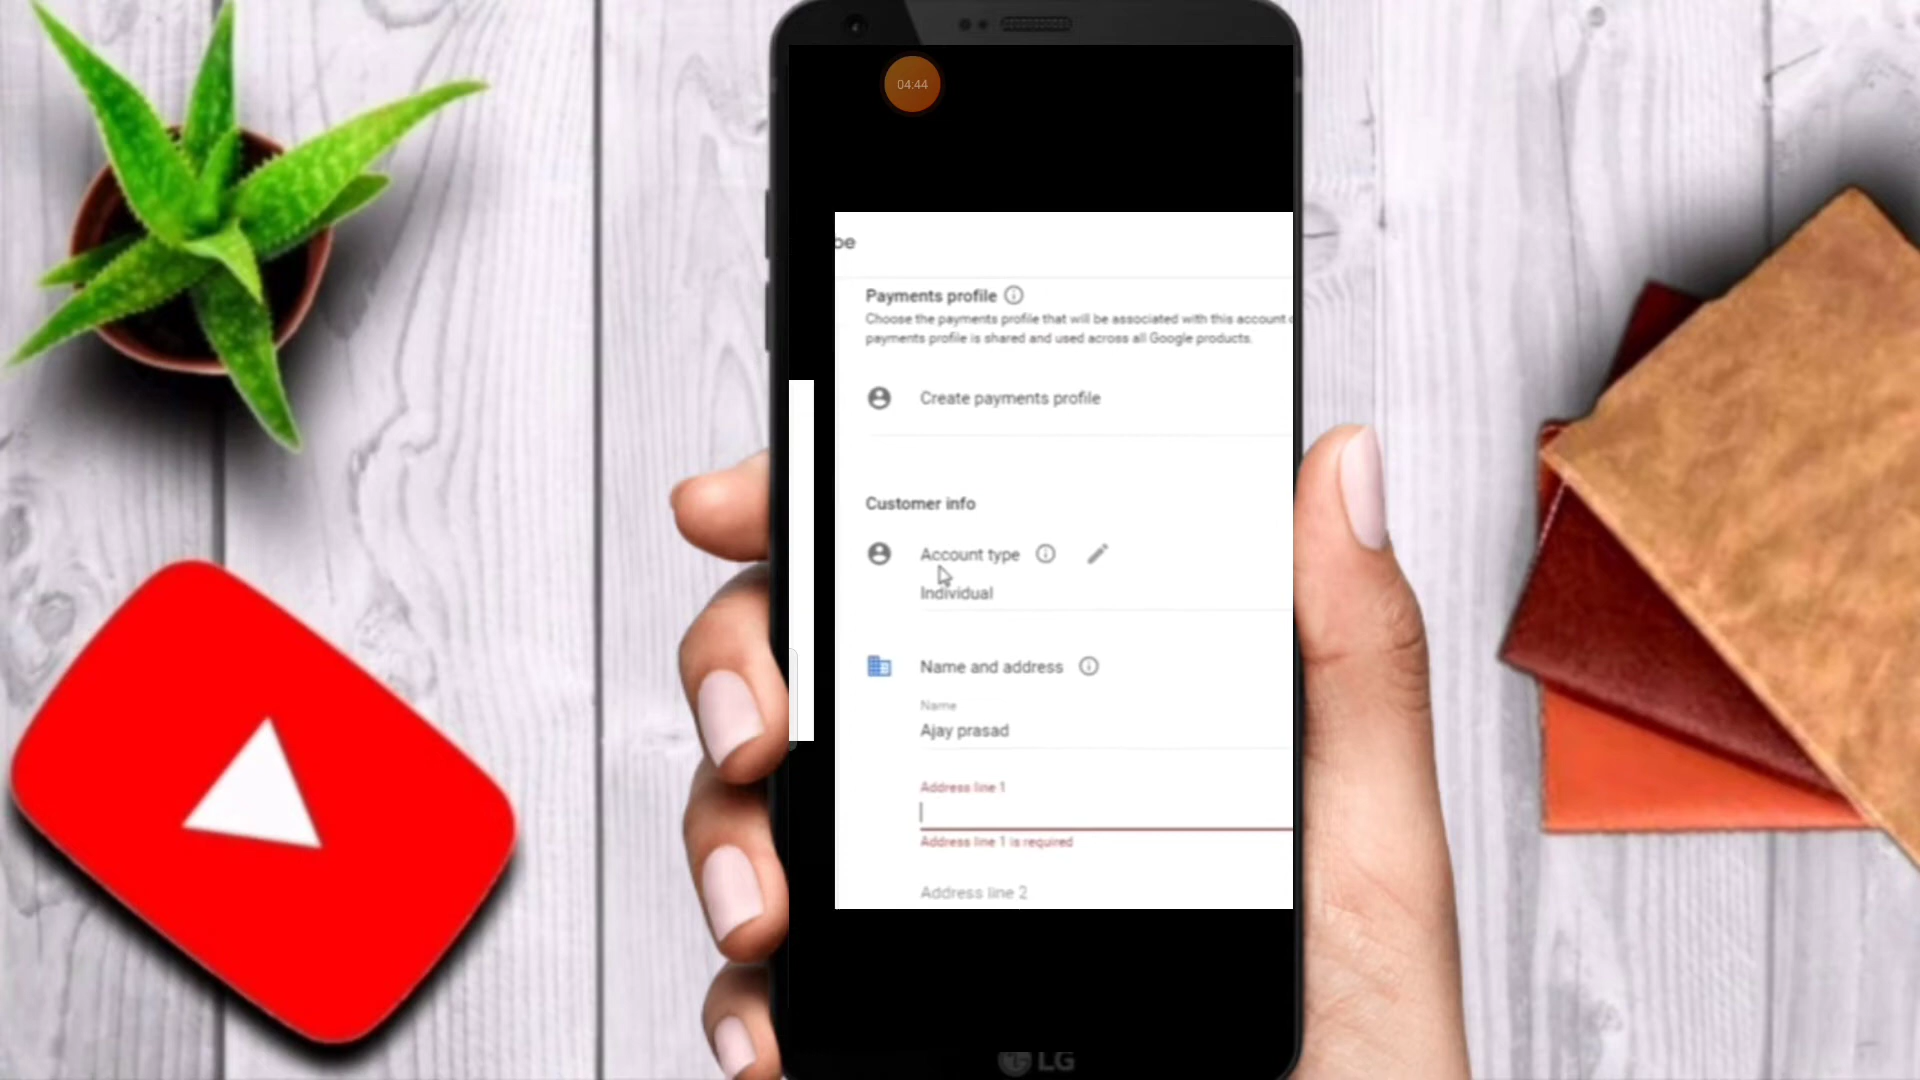 04:44
be
Payments profile
Choose the payments profile that will be associated with this account
payments profile is shared and used across all Google products.
Create payments profile
Customer info
Account type
Individual
Name and address
Name
Ajay prasad
Address line 1
Address line 1 is required
Address line 2
LG